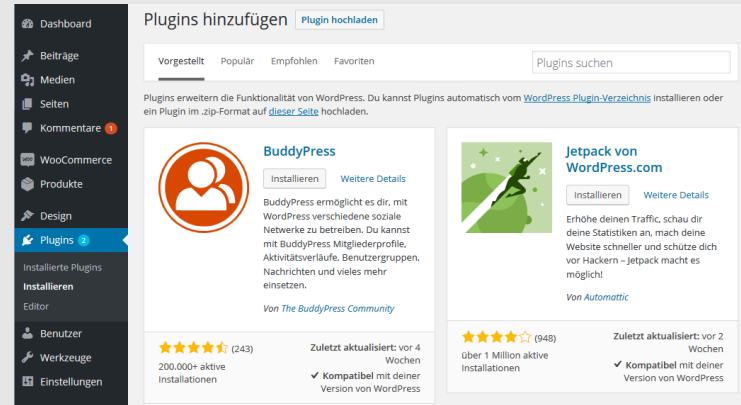 Dashboard
Beiträge
Medien
Seiten
Kommentare 1
WOO WooCommerce
Produkte
Design
Plugins 2
Installierte Plugins
Installieren
Editor
Benutzer
Werkzeuge
Einstellungen
Plugins hinzufügen Plugin hochladen
Vorgestellt Populär Empfohlen Favoriten Plugins suchen
Plugins erweitern die Funktionalität von WordPress. Du kannst Plugins automatisch vom WordPress Plugin-Verzeichnis installieren oder
ein Plugin im .zip-Format auf dieser Seite hochladen.
BuddyPress
Installieren Weitere Details
BuddyPress ermöglicht es dir, mit
WordPress verschiedene soziale
Netzwerke zu betreiben. Du kannst
mit BuddyPress Mitgliederprofile,
Aktivitätsverläufe, Benutzergruppen,
Nachrichten und vieles mehr
einsetzen.
Von The BuddyPress Community
(243)
200.000+ aktive
Installationen
Zuletzt aktualisiert: vor 4
Wochen
Kompatibel mit deiner
Version von WordPress
Jetpack von
WordPress.com
Installieren Weitere Details
Erhöhe deinen Traffic, schau dir
deine Statistiken an, mach deine
Website schneller und schütze dich
vor Hackern – Jetpack macht es
möglich!
Von Automattic
(948)
über 1 Million aktive
Installationen
Zuletzt aktualisiert: vor 2
Wochen
Kompatibel mit deiner
Version von WordPress